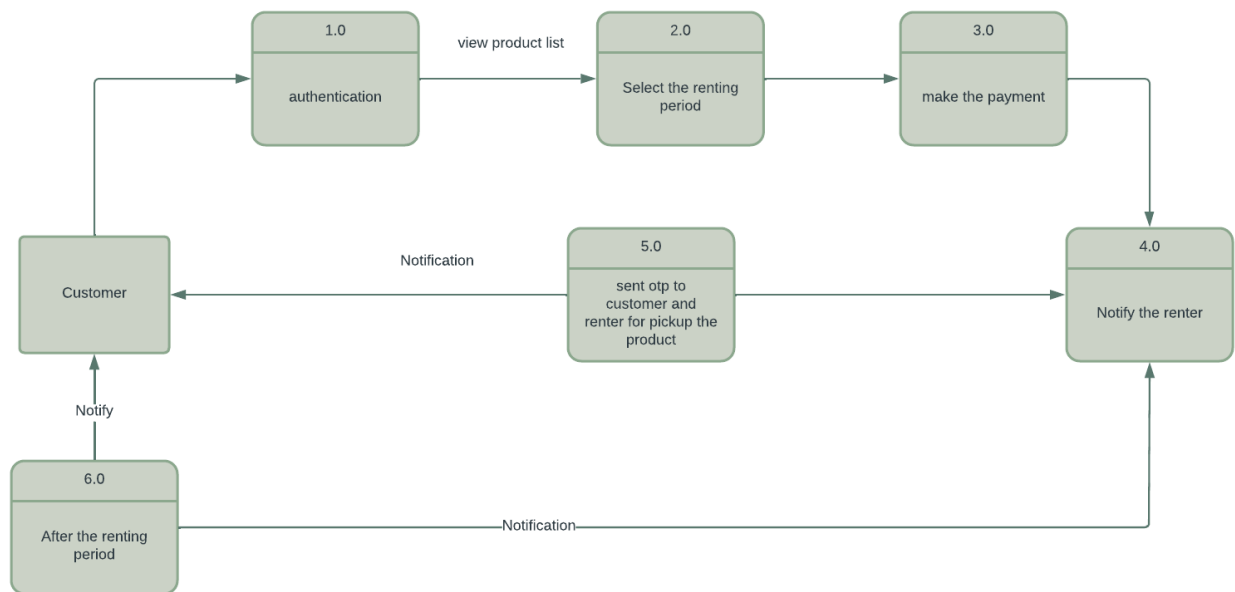 1.0
authentication
view product list
2.0
Select the renting
period
3.0
make the payment
Customer
Notification
5.0
sent otp to
customer and
renter for pickup the
product
4.0
Notify the renter
Notify
6.0
After the renting
period
Notification